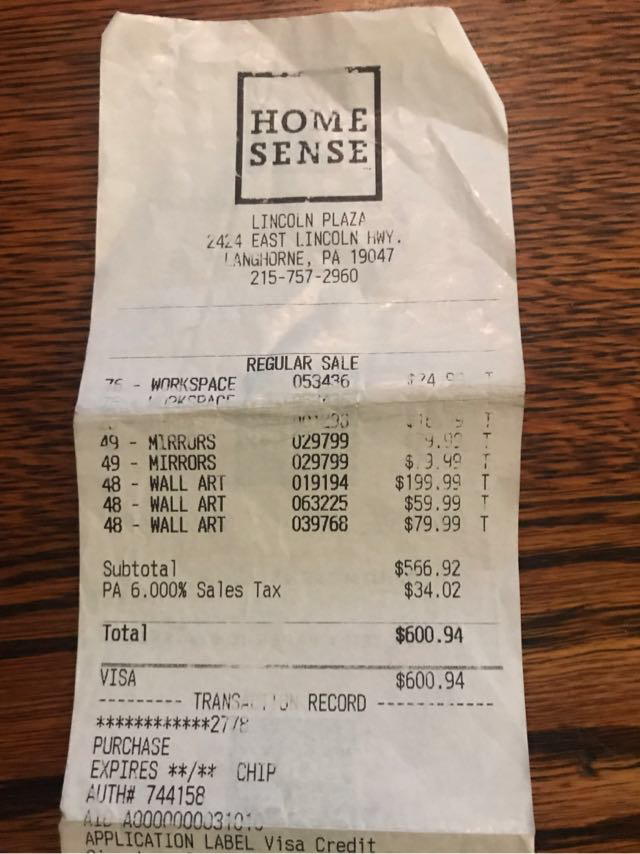 HOME
SENSE
LINCOLN PLAZA
2424 EAST LINCOLN HWY.
LANGHORNE, PA 19047
215-757-2960
REGULAR SALE
WORKSPACE 053436 T
T
49 - MIRRORS 029799 T
49 - MIRRORS 029799 T
48 - WALL ART 019194 $199.99 T
48 - WALL ART 063225 $59.99 T
48 - WALL ART 039768 $79.99 T
Subtotal $566.92
PA 6.000% Sales Tax $34.02
Total $600.94
VISA $600.94
--------- TRANSACTION RECORD ------------
************2778
PURCHASE
EXPIRES **/** CHIP
AUTH# 744158
AID
APPLICATION LABEL Visa Credit